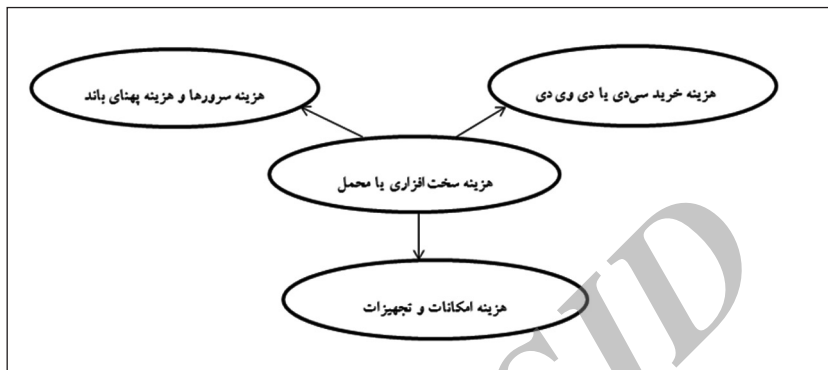 هزینه خرید سی‌دی یا دی وی دی
هزینه سرورها و هزینه پهنای باند
هزینه سخت افزاری یا محمل
هزینه امکانات و تجهیزات
SID